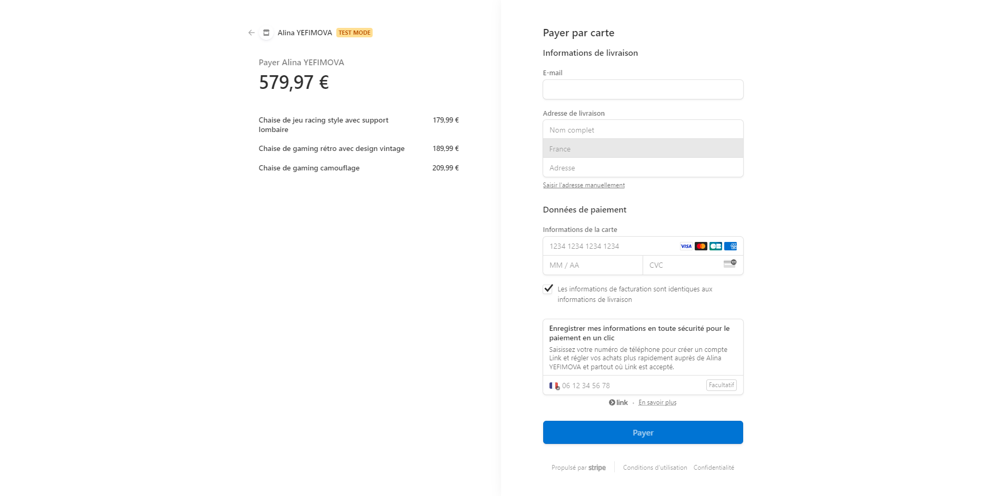 Alina YEFIMOVA TEST MODE
Payer Alina YEFIMOVA
579,97 €
Chaise de jeu racing style avec support 179,99 €
lombaire
Chaise de gaming rétro avec design vintage 189,99 €
Chaise de gaming camouflage 209,99 €
Payer par carte
Informations de livraison
E-mail
Adresse de livraison
Nom complet
France
Adresse
Saisir l'adresse manuellement
Données de paiement
Informations de la carte
1234 1234 1234 1234 VISA
MM / AA CVC 135
Les informations de facturation sont identiques aux
informations de livraison
Enregistrer mes informations en toute sécurité pour le
paiement en un clic
Saisissez votre numéro de téléphone pour créer un compte
Link et régler vos achats plus rapidement auprès de Alina
YEFIMOVA et partout où Link est accepté.
06 12 34 56 78 Facultatif
link • En savoir plus
Payer
Propulsé par stripe Conditions d'utilisation Confidentialité